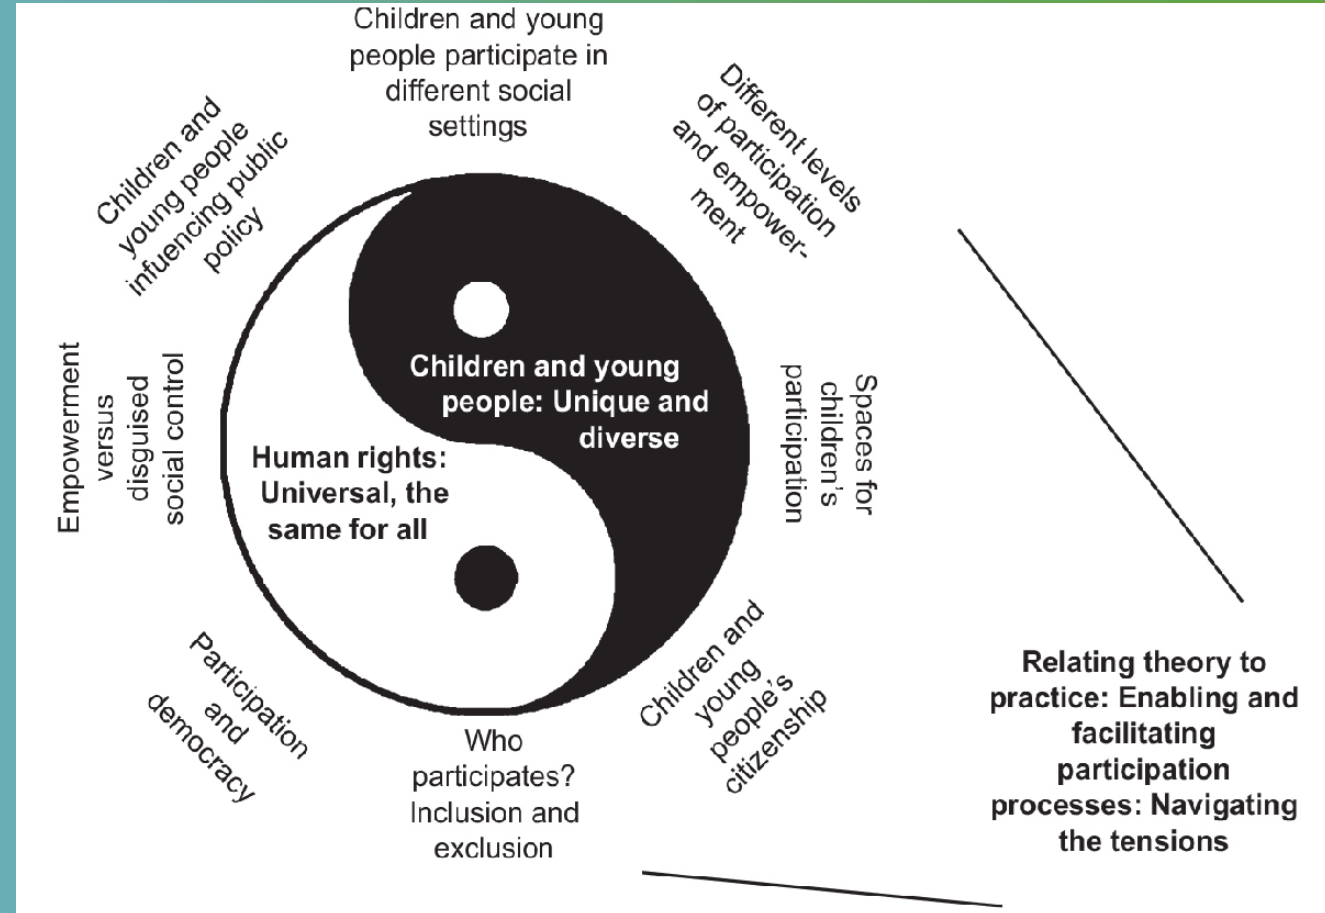 Children and young
people participate in
different social
settings
Different levels
of participation
and empower-
ment
Spaces for
children's
participation
Children and
young
people's
citizenship
Who
participates?
Inclusion and
exclusion
Participation
and
democracy
Empowerment
versus
disguised
social control
Children and
young people
infuencing public
policy
Children and young
people: Unique and
diverse
Human rights:
Universal, the
same for all
Relating theory to
practice: Enabling and
facilitating
participation
processes: Navigating
the tensions